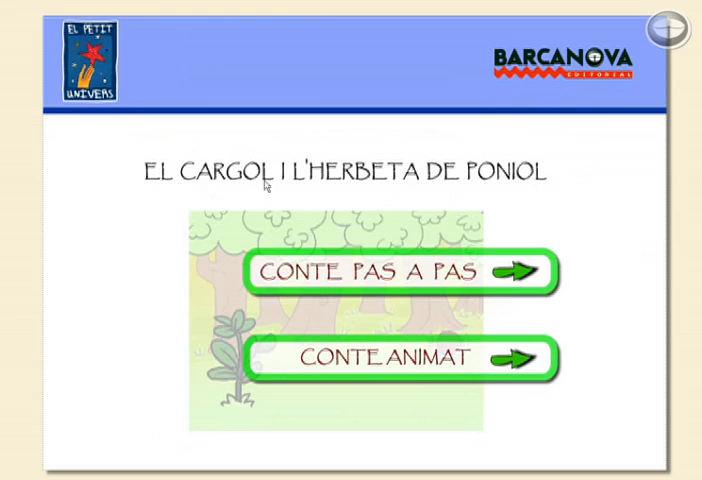 EL PETIT
UNIVERS
BARCANOVA
EDITORIAL
EL CARGOL I L'HERBETA DE PONIOL
CONTE PAS A PAS
CONTE ANIMAT